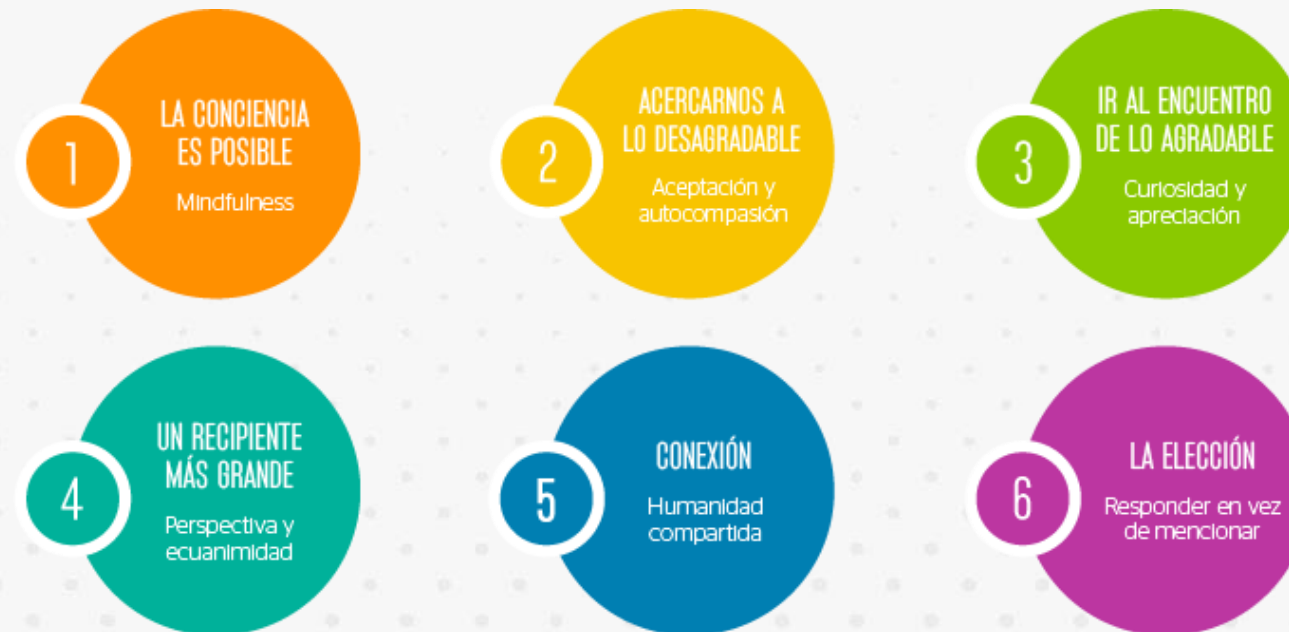 1
LA CONCIENCIA
ES POSIBLE
Mindfulness
2
ACERCARNOS A
LO DESAGRADABLE
Aceptación y
autocompasión
3
IR AL ENCUENTRO
DE LO AGRADABLE
Curiosidad y
apreciación
4
UN RECIPIENTE
MÁS GRANDE
Perspectiva y
ecuanimidad
5
CONEXIÓN
Humanidad
compartida
6
LA ELECCIÓN
Responder en vez
de mencionar